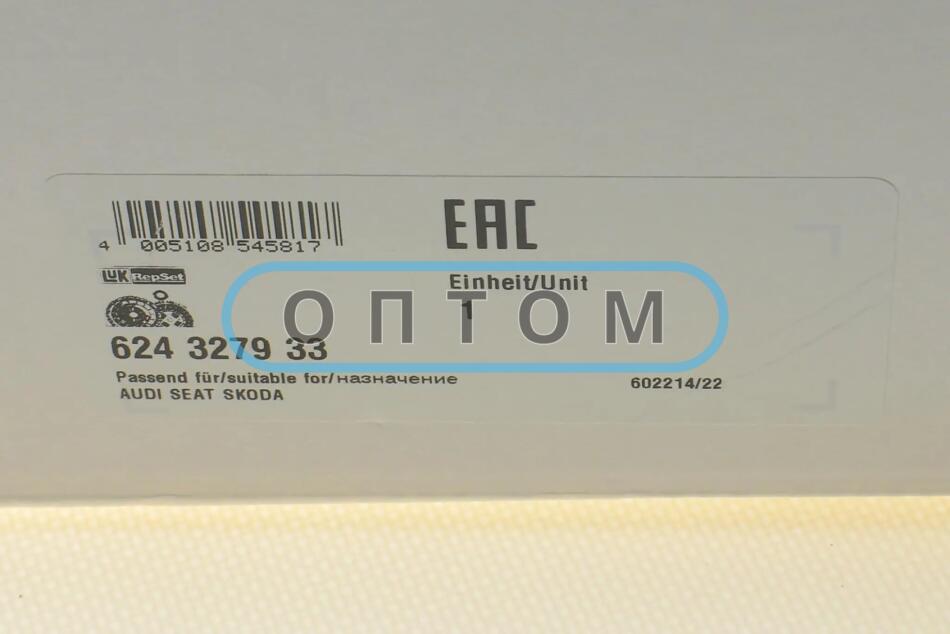 EAC
4 005108 545817
LUK RepSet
Einheit/Unit
1
ОПТОМ
624 3279 33
Passend für/suitable for/назначение
602214/22
AUDI SEAT SKODA